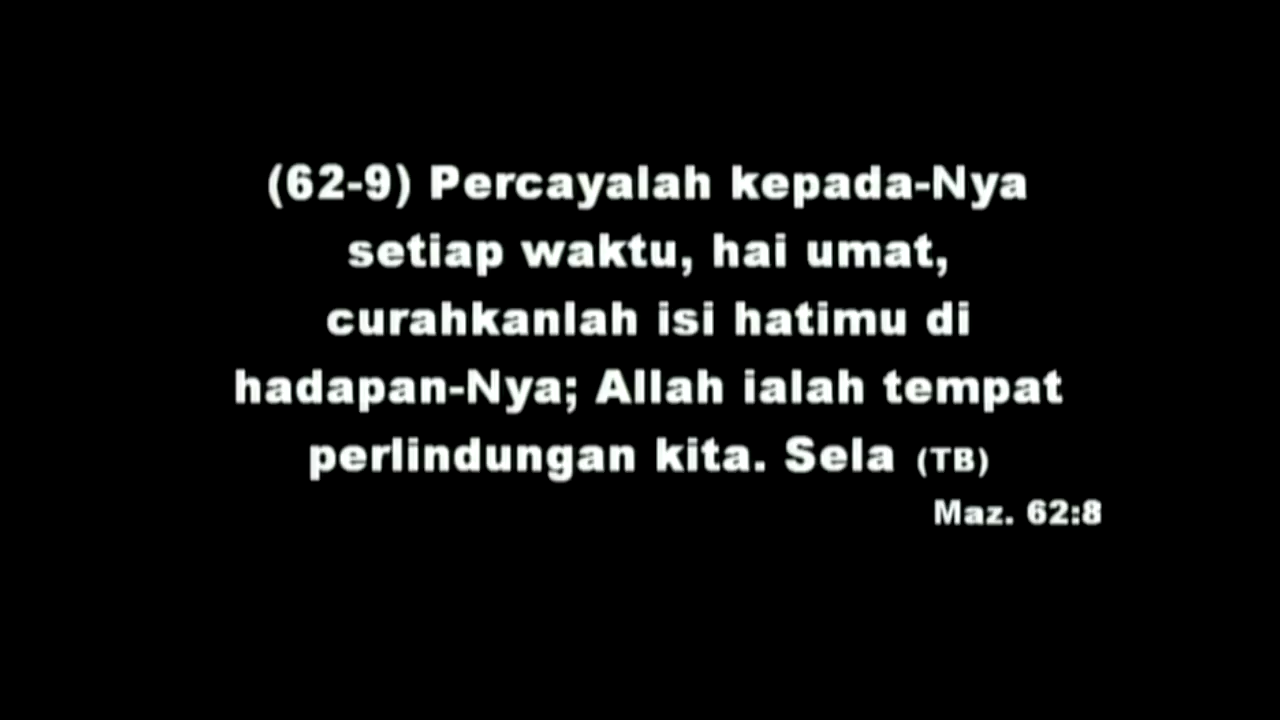 (62-9) Percayalah kepada-Nya
setiap waktu, hai umat,
curahkanlah isi hatimu di
hadapan-Nya; Allah ialah tempat
perlindungan kita. Sela (TB)
Maz. 62:8